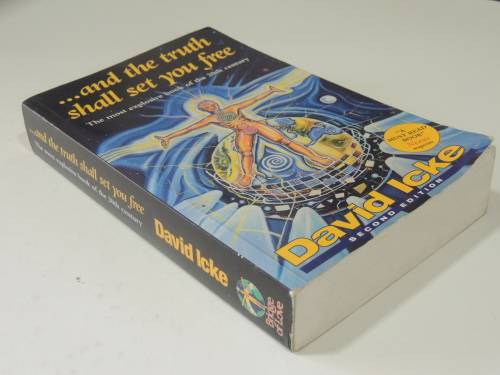 ...and the truth
shall set you free
The most explosive book of the 20th century
"A
MUST READ
BOOK!"
David Icke
SECOND EDITION
...and the truth shall set you free
The most explosive book of the 20th century
David Icke
Bridge
of Love